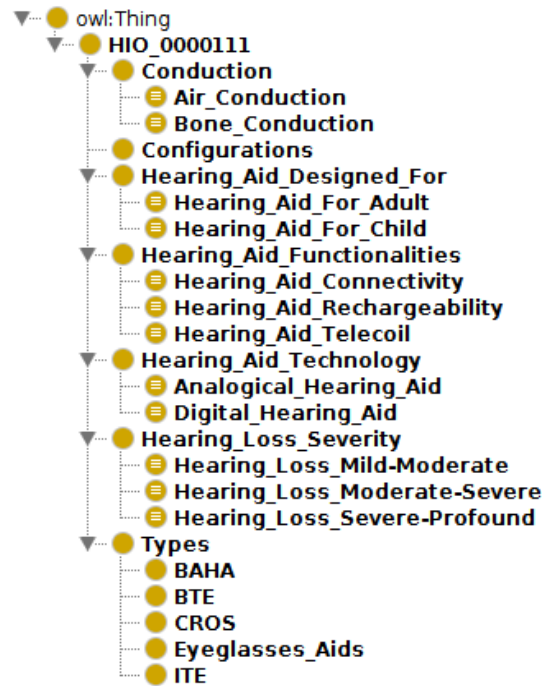 owl:Thing
HIO_0000111
Conduction
Air_Conduction
Bone_Conduction
Configurations
Hearing_Aid_Designed_For
Hearing_Aid_For_Adult
Hearing_Aid_For_Child
Hearing_Aid_Functionalities
Hearing_Aid_Connectivity
Hearing_Aid_Rechargeability
Hearing_Aid_Telecoil
Hearing_Aid_Technology
Analogical_Hearing_Aid
Digital_Hearing_Aid
Hearing_Loss_Severity
Hearing_Loss_Mild-Moderate
Hearing_Loss_Moderate-Severe
Hearing_Loss_Severe-Profound
Types
BAHA
BTE
CROS
Eyeglasses_Aids
ITE